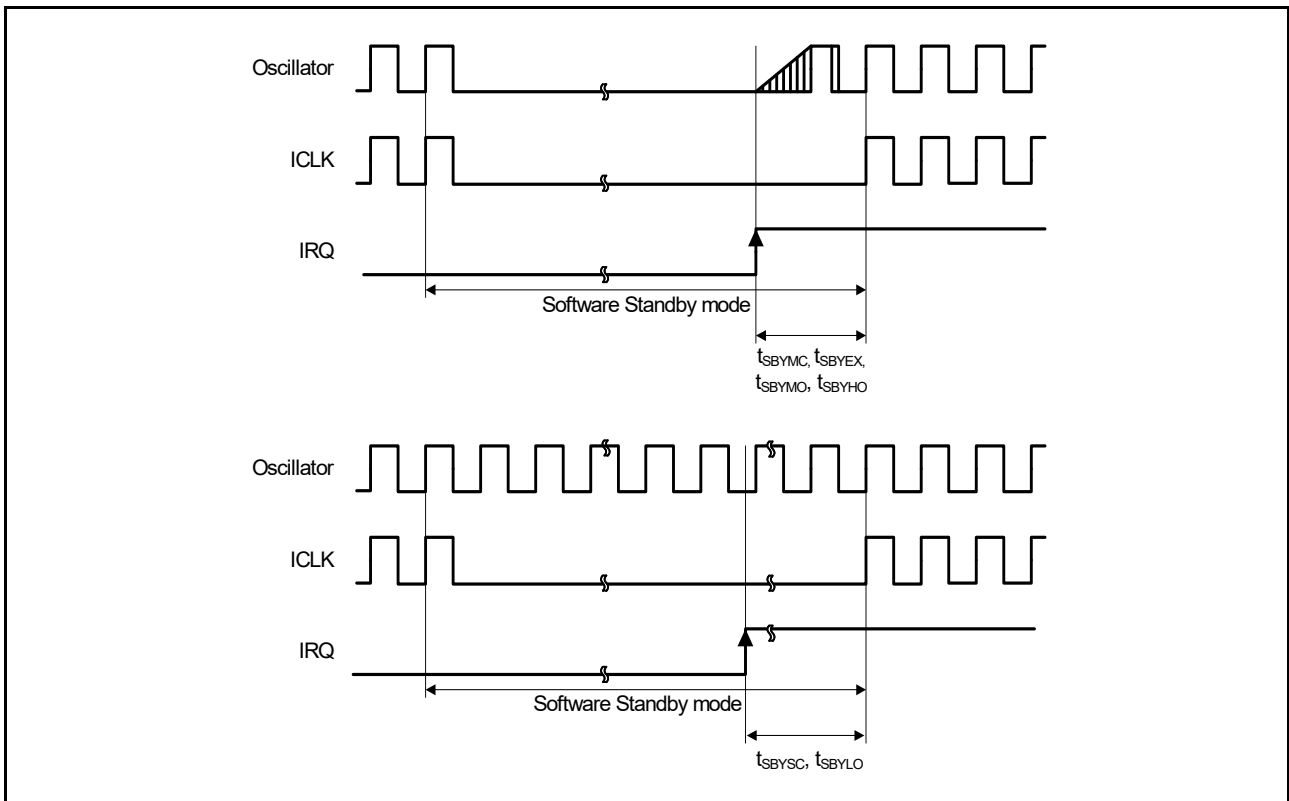 Oscillator
ICLK
IRQ
Software Standby mode
tSBYMC, tSBYEX,
tSBYMO, tSBYHO
Oscillator
ICLK
IRQ
Software Standby mode
tSBYSC, tSBYLO